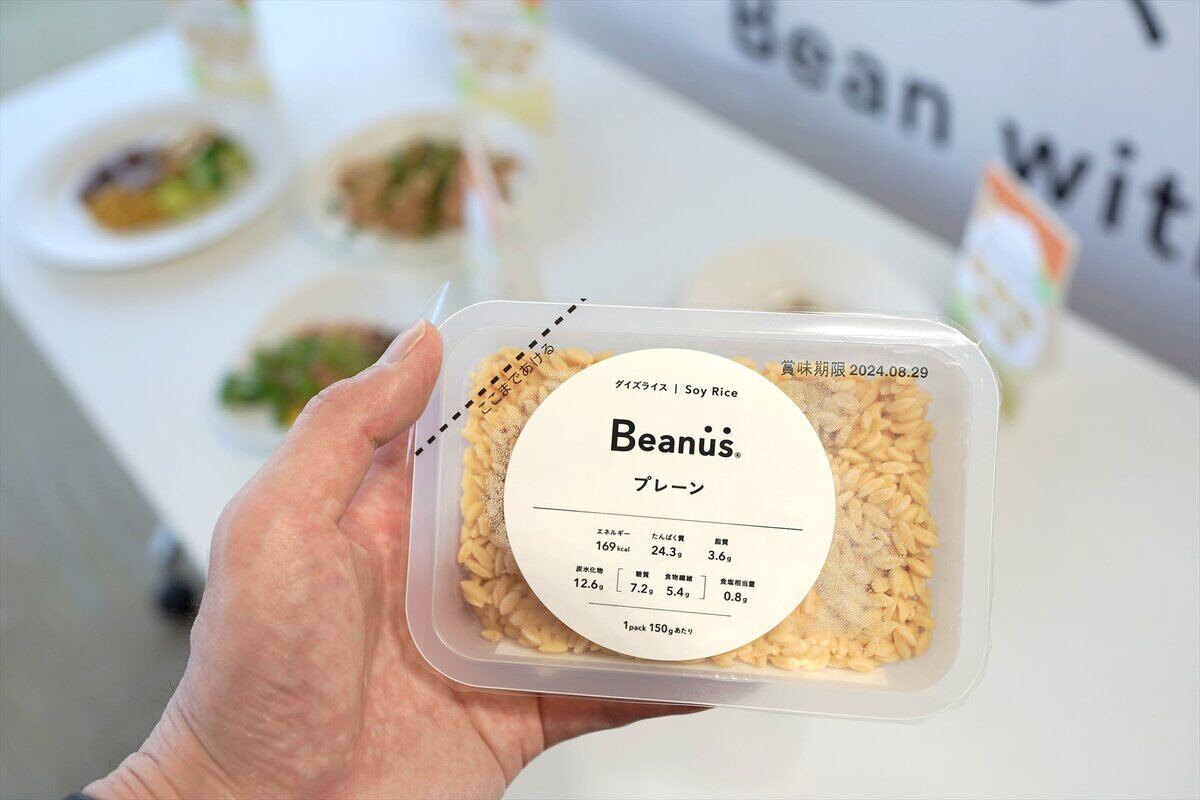 Bean wit
ここまであける
賞味期限 2024.08.29
ダイズライス | Soy Rice
Beanus®
プレーン
エネルギー たんぱく質 脂質
169kcal 24.3g 3.6g
炭水化物 [糖質 食物繊維] 食塩相当量
12.6g [7.2g 5.4g] 0.8g
1pack 150gあたり